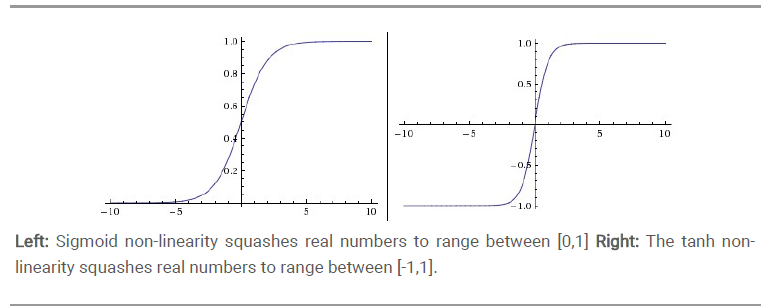 1.0
0.8
0.6
0.4
0.2
-10 -5 5 10
1.0
0.5
-10 -5 5 10
-0.5
-1.0
Left: Sigmoid non-linearity squashes real numbers to range between [0,1] Right: The tanh non-
linearity squashes real numbers to range between [-1,1].